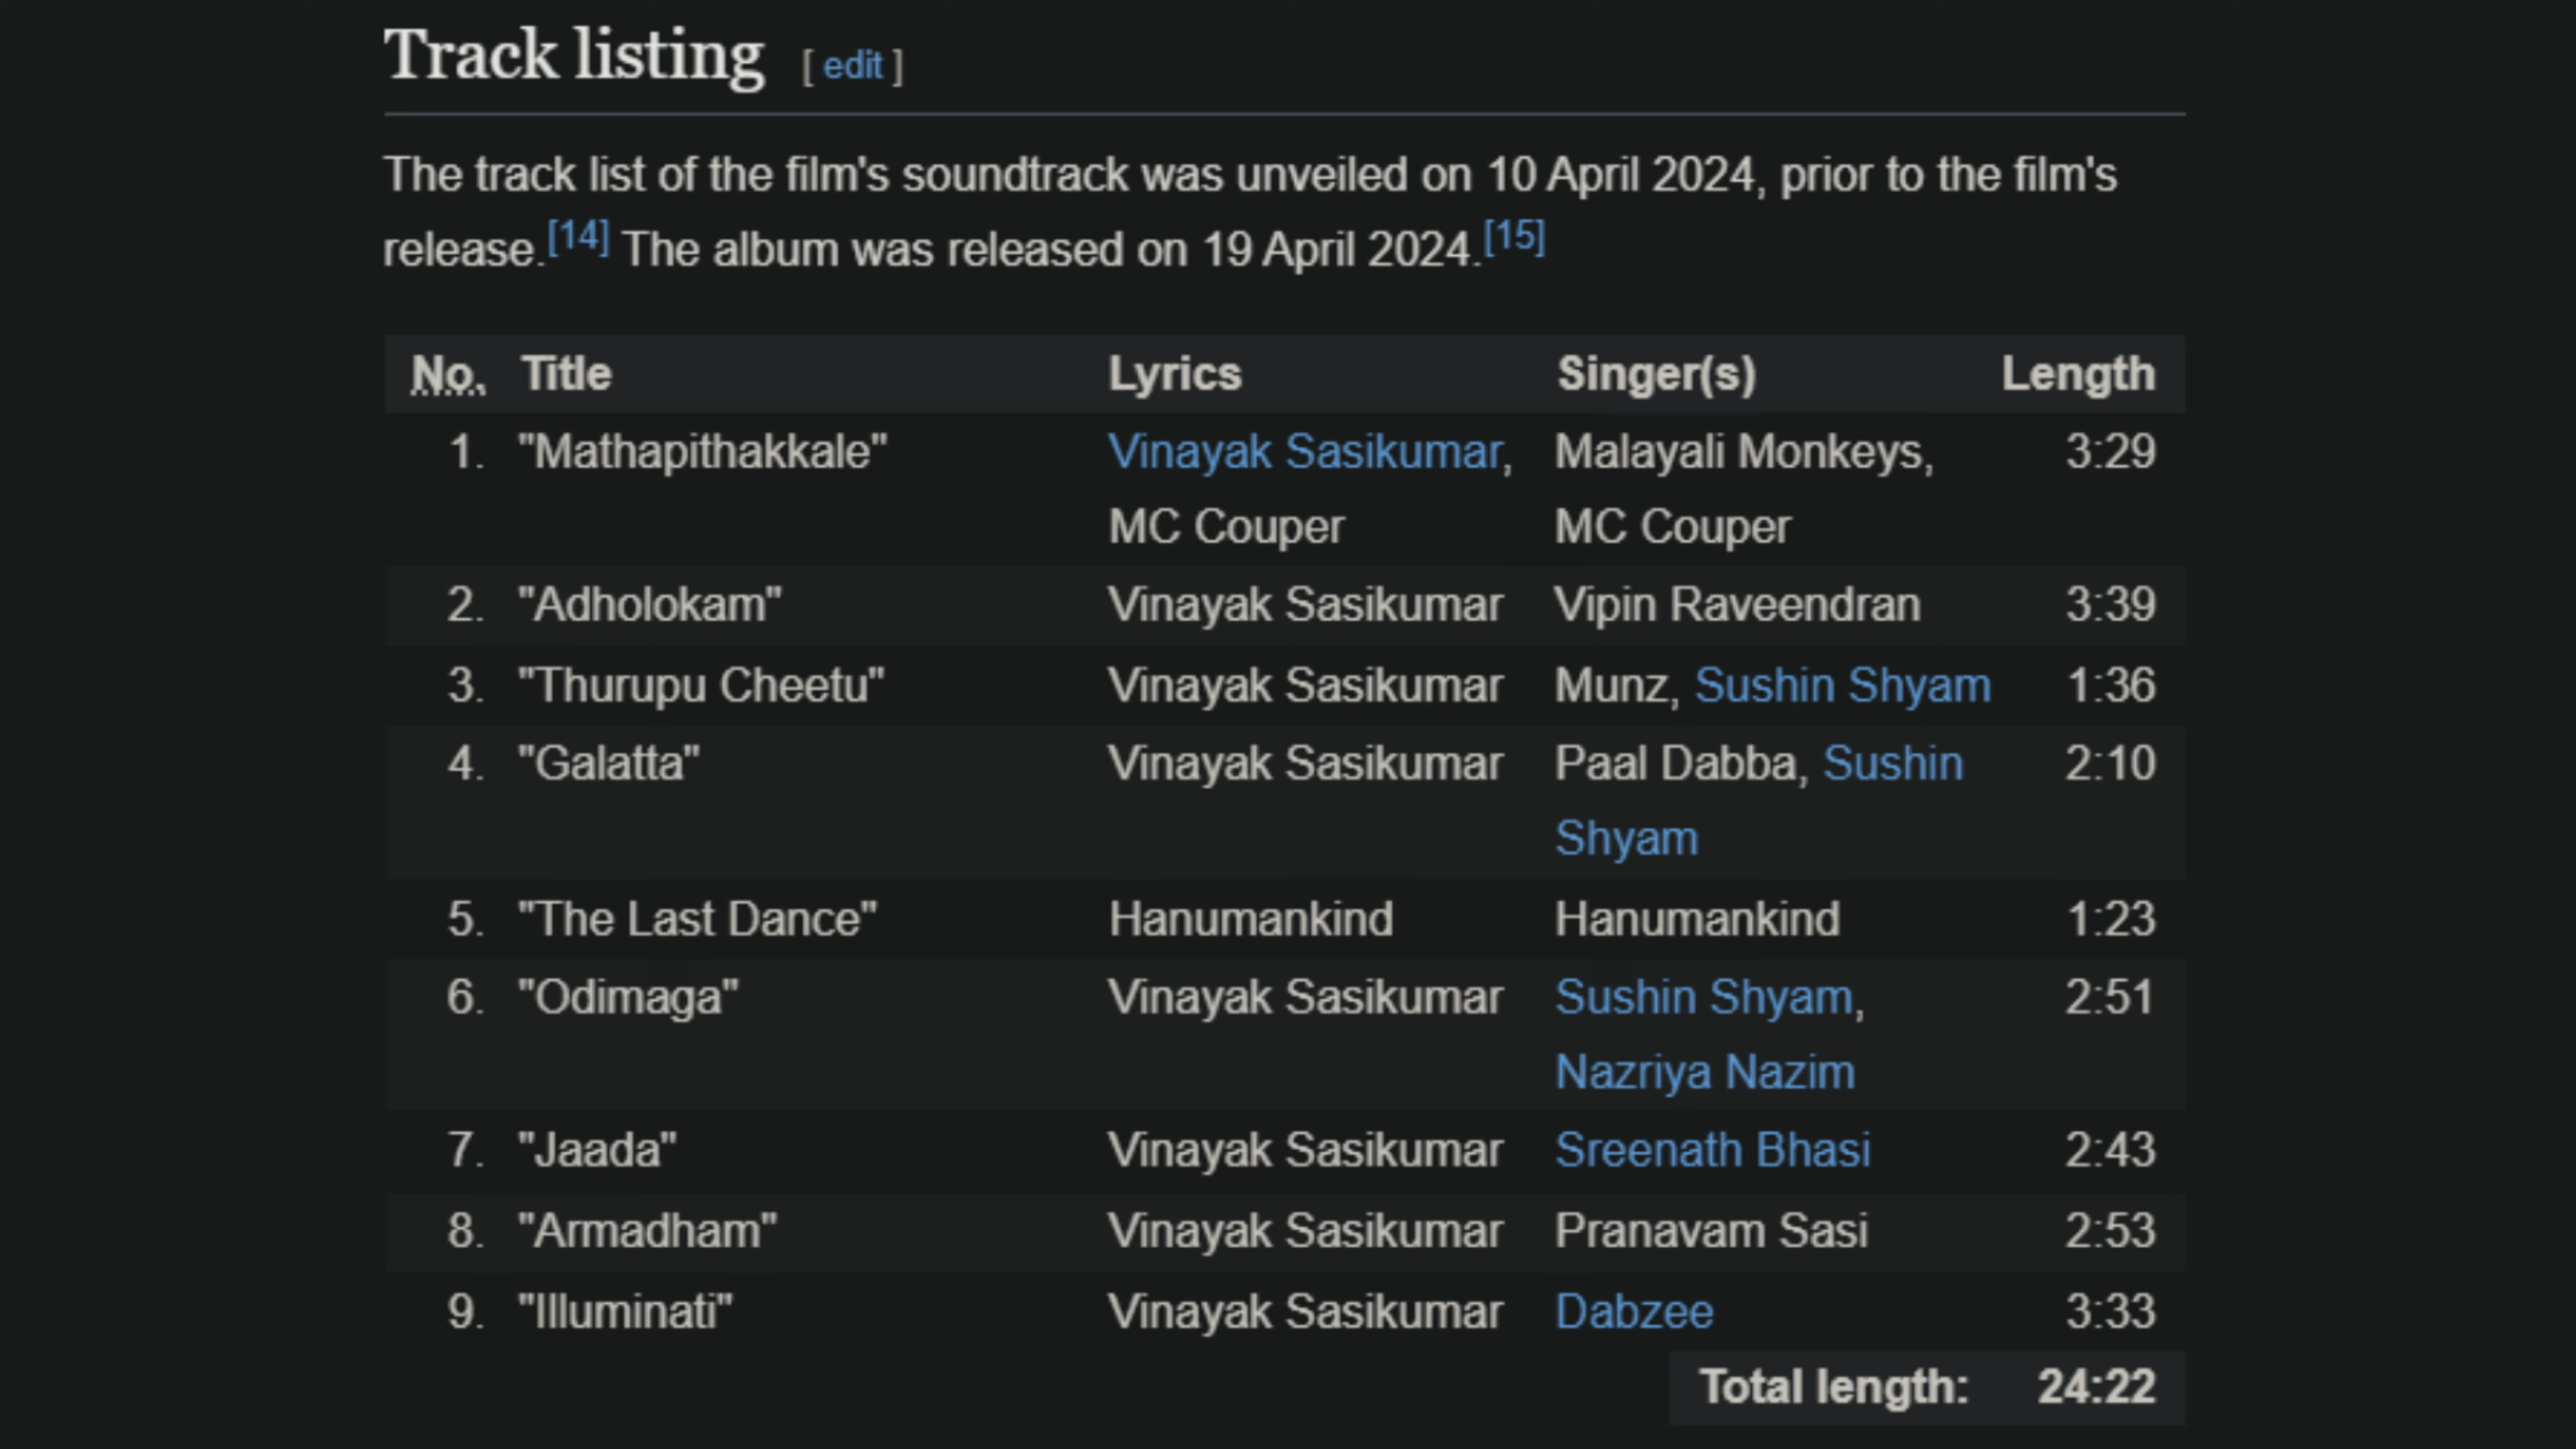 Track listing [ edit ]
The track list of the film's soundtrack was unveiled on 10 April 2024, prior to the film's
release.[14] The album was released on 19 April 2024.[15]
No. Title Lyrics Singer(s) Length
1. "Mathapithakkale" Vinayak Sasikumar, Malayali Monkeys, 3:29
MC Couper MC Couper
2. "Adholokam" Vinayak Sasikumar Vipin Raveendran 3:39
3. "Thurupu Cheetu" Vinayak Sasikumar Munz, Sushin Shyam 1:36
4. "Galatta" Vinayak Sasikumar Paal Dabba, Sushin 2:10
Shyam
5. "The Last Dance" Hanumankind Hanumankind 1:23
6. "Odimaga" Vinayak Sasikumar Sushin Shyam, 2:51
Nazriya Nazim
7. "Jaada" Vinayak Sasikumar Sreenath Bhasi 2:43
8. "Armadham" Vinayak Sasikumar Pranavam Sasi 2:53
9. "Illuminati" Vinayak Sasikumar Dabzee 3:33
Total length: 24:22